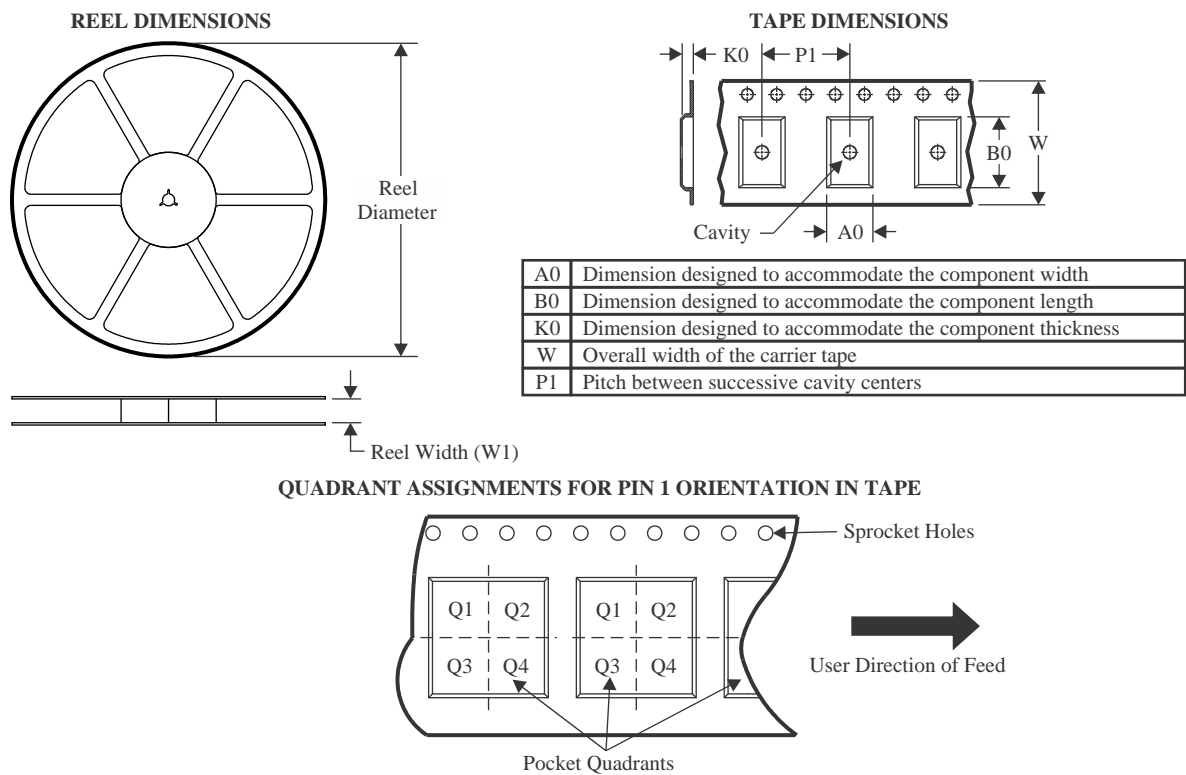 REEL DIMENSIONS
Reel
Diameter
Reel Width (W1)
TAPE DIMENSIONS
K0
P1
W
B0
Cavity
A0
A0 Dimension designed to accommodate the component width
B0 Dimension designed to accommodate the component length
K0 Dimension designed to accommodate the component thickness
W Overall width of the carrier tape
P1 Pitch between successive cavity centers
QUADRANT ASSIGNMENTS FOR PIN 1 ORIENTATION IN TAPE
Sprocket Holes
Q1 Q2 Q1 Q2
Q3 Q4 Q3 Q4
User Direction of Feed
Pocket Quadrants